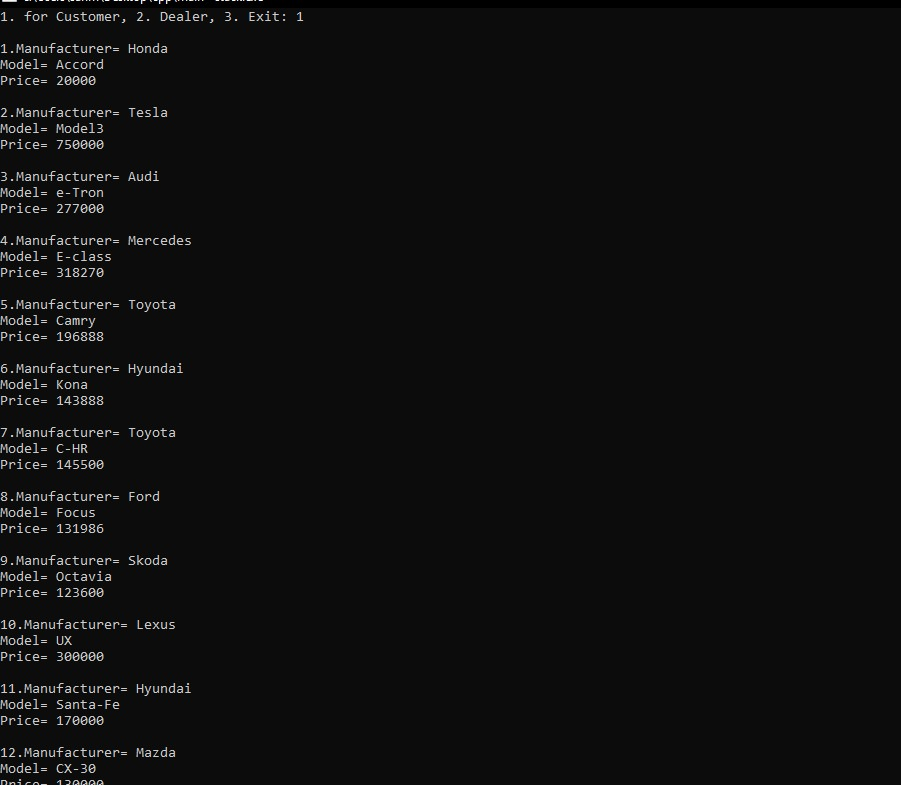 1. for Customer, 2. Dealer, 3. Exit: 1
1.Manufacturer= Honda
Model= Accord
Price= 20000
2.Manufacturer= Tesla
Model= Model3
Price= 750000
3.Manufacturer= Audi
Model= e-Tron
Price= 277000
4.Manufacturer= Mercedes
Model= E-class
Price= 318270
5.Manufacturer= Toyota
Model= Camry
Price= 196888
6.Manufacturer= Hyundai
Model= Kona
Price= 143888
7.Manufacturer= Toyota
Model= C-HR
Price= 145500
8.Manufacturer= Ford
Model= Focus
Price= 131986
9.Manufacturer= Skoda
Model= Octavia
Price= 123600
10.Manufacturer= Lexus
Model= UX
Price= 300000
11.Manufacturer= Hyundai
Model= Santa-Fe
Price= 170000
12.Manufacturer= Mazda
Model= CX-30
Price= 130000